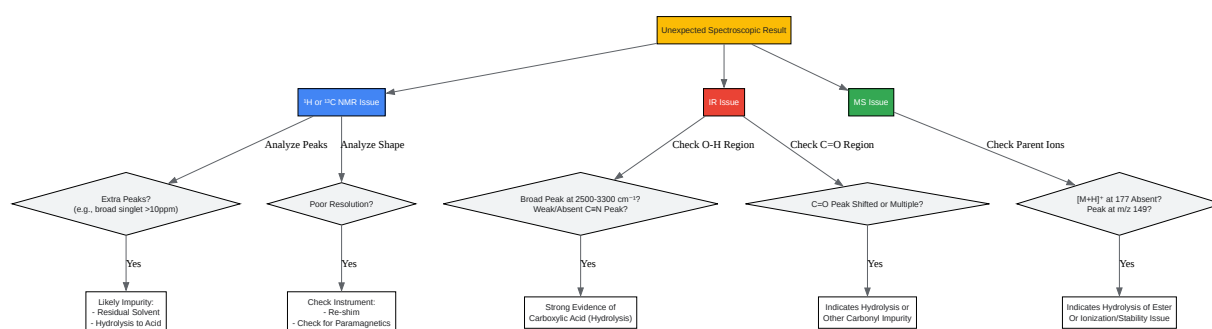 Unexpected Spectroscopic Result
¹H or ¹³C NMR Issue
IR Issue
MS Issue
Analyze Peaks
Analyze Shape
Check O-H Region
Check C=O Region
Check Parent Ions
Extra Peaks?
(e.g., broad singlet >10ppm)
Poor Resolution?
Broad Peak at 2500-3300 cm⁻¹?
Weak/Absent C=N Peak?
C=O Peak Shifted or Multiple?
[M+H]⁺ at 177 Absent?
Peak at m/z 149?
Yes
Yes
Yes
Yes
Yes
Likely Impurity:
- Residual Solvent
- Hydrolysis to Acid
Check Instrument:
- Re-shim
- Check for Paramagnetics
Strong Evidence of
Carboxylic Acid (Hydrolysis)
Indicates Hydrolysis or
Other Carbonyl Impurity
Indicates Hydrolysis of Ester
Or Ionization/Stability Issue